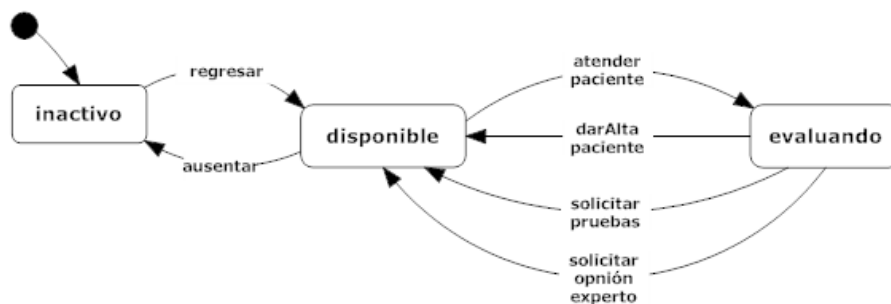 inactivo
regresar
ausentar
disponible
atender
paciente
darAlta
paciente
solicitar
pruebas
solicitar
opnión
experto
evaluando